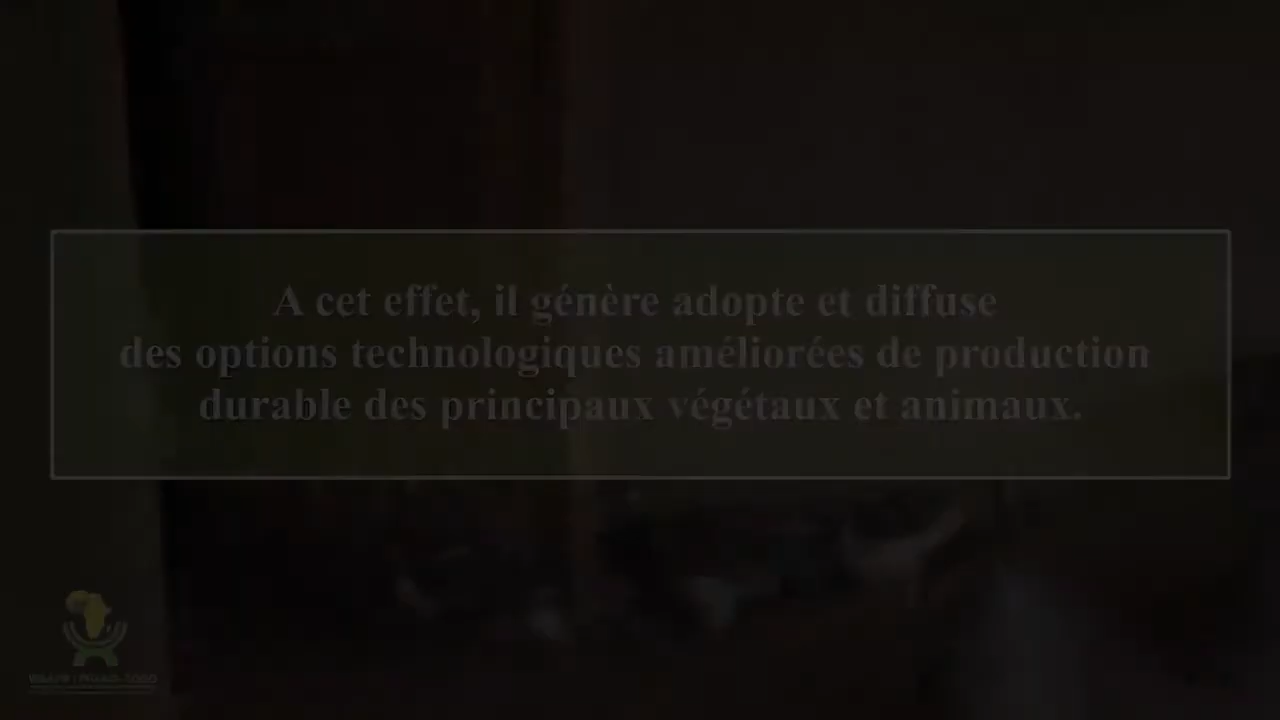 A cet effet, il génère adopte et diffuse
des options technologiques améliorées de production
durable des principaux végétaux et animaux.